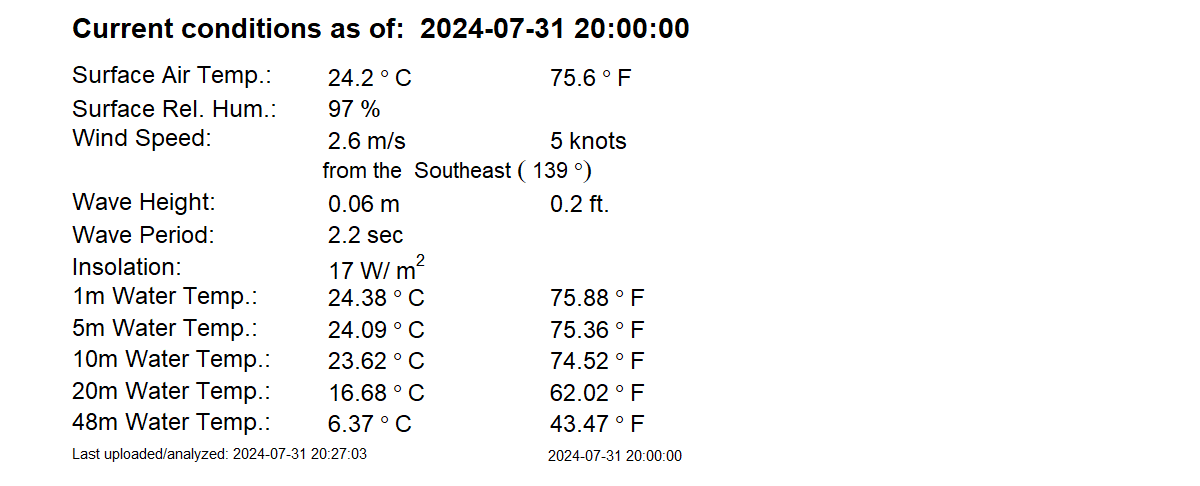 Current conditions as of: 2024-07-31 20:00:00
Surface Air Temp.: 24.2 ° C 75.6 ° F
Surface Rel. Hum.: 97 %
Wind Speed: 2.6 m/s 5 knots
from the Southeast ( 139 °)
Wave Height: 0.06 m 0.2 ft.
Wave Period: 2.2 sec
Insolation: 17 W/ m²
1m Water Temp.: 24.38 ° C 75.88 ° F
5m Water Temp.: 24.09 ° C 75.36 ° F
10m Water Temp.: 23.62 ° C 74.52 ° F
20m Water Temp.: 16.68 ° C 62.02 ° F
48m Water Temp.: 6.37 ° C 43.47 ° F
Last uploaded/analyzed: 2024-07-31 20:27:03 2024-07-31 20:00:00